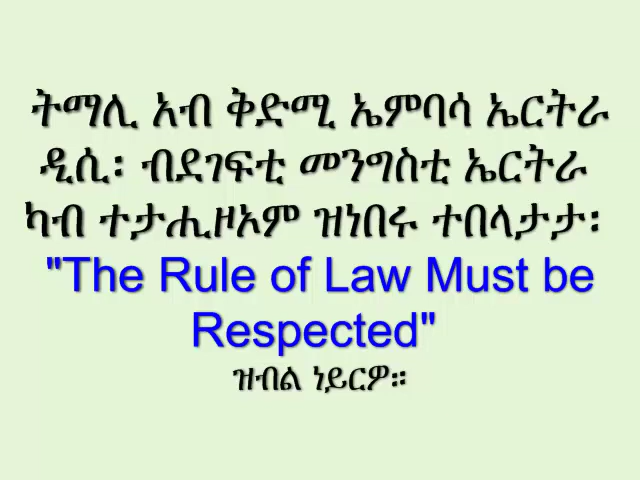 ትማሊ አብ ቅድሚ ኤምባሳ ኤርትራ
ዲሲ፡ ብደገፍቲ መንግስቲ ኤርትራ
ካብ ተታሒዞኦም ዝነበሩ ተበላታታ፡
"The Rule of Law Must be
Respected"
ዝብል ነይርዎ።